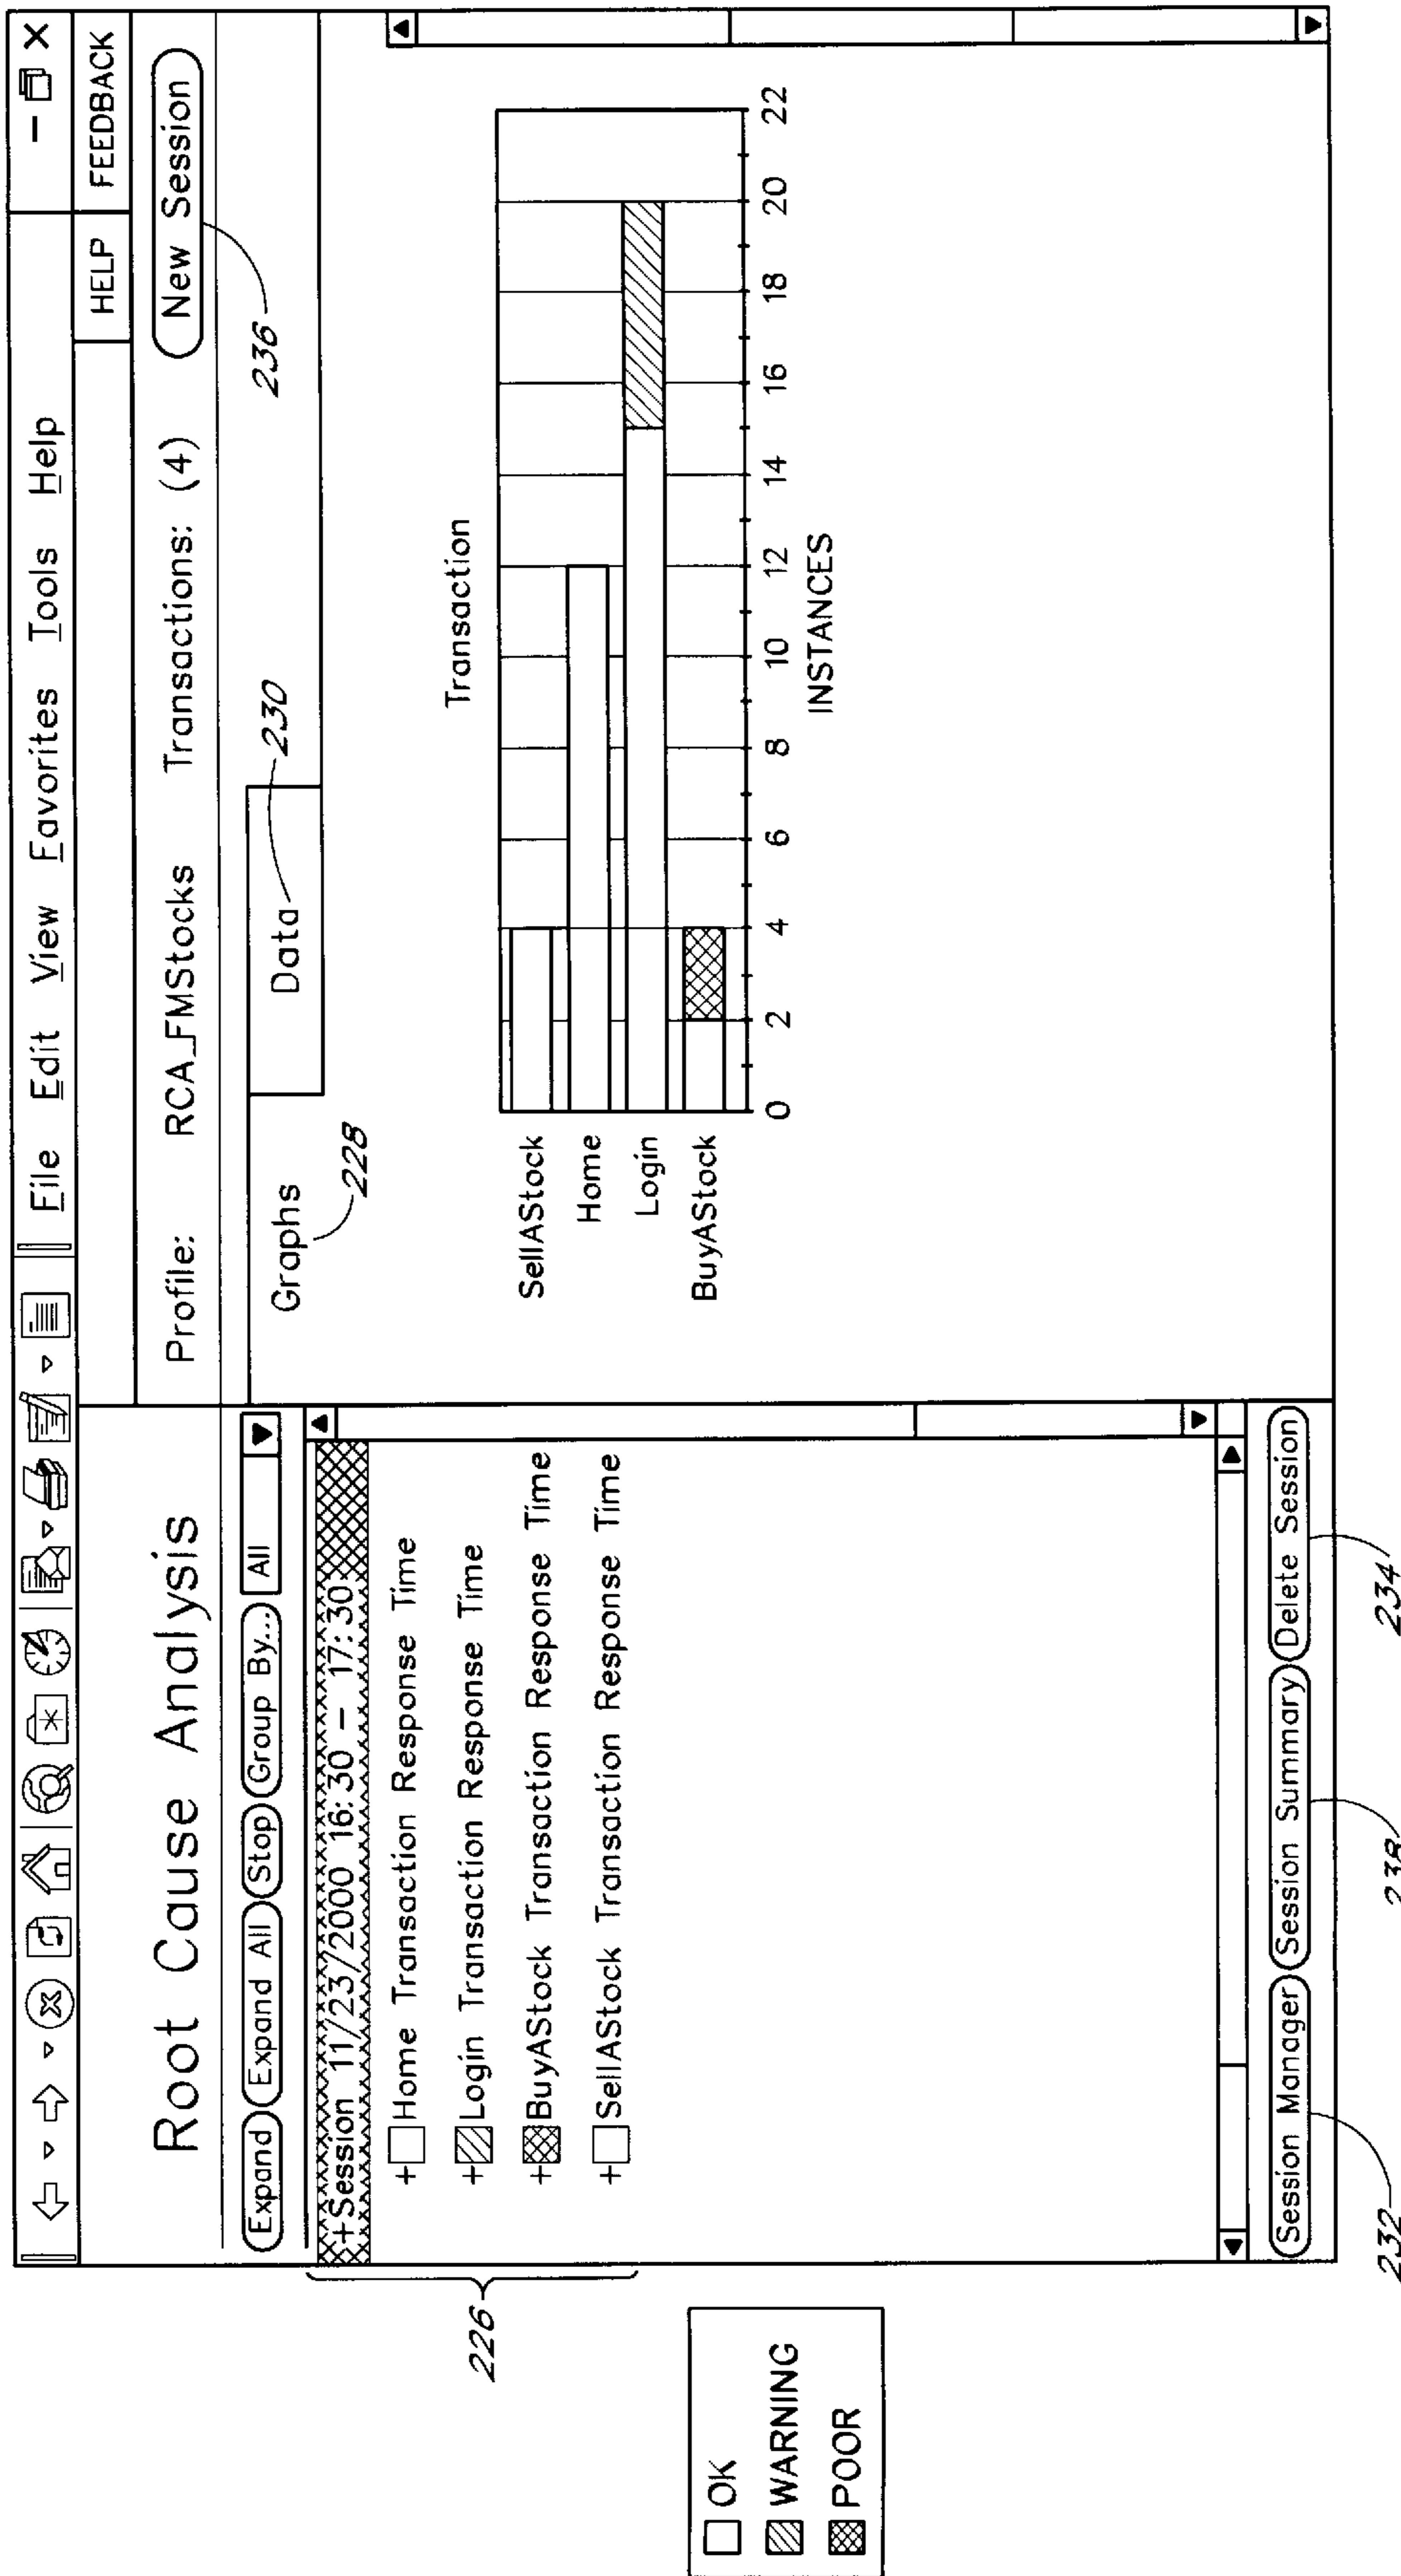 File Edit View Favorites Tools Help
HELP FEEDBACK
Root Cause Analysis
Profile: RCA_FMStocks Transactions: (4) New Session
236
Expand Expand All Stop Group By... All
Graphs Data
228
230
226
+Session 11/23/2000 16:30 - 17:30
+Home Transaction Response Time
+Login Transaction Response Time
+BuyAStock Transaction Response Time
+SellAStock Transaction Response Time
Transaction
SellAStock
Home
Login
BuyAStock
0 2 4 6 8 10 12 14 16 18 20 22
INSTANCES
Session Manager Session Summary Delete Session
232 238 234
OK
WARNING
POOR